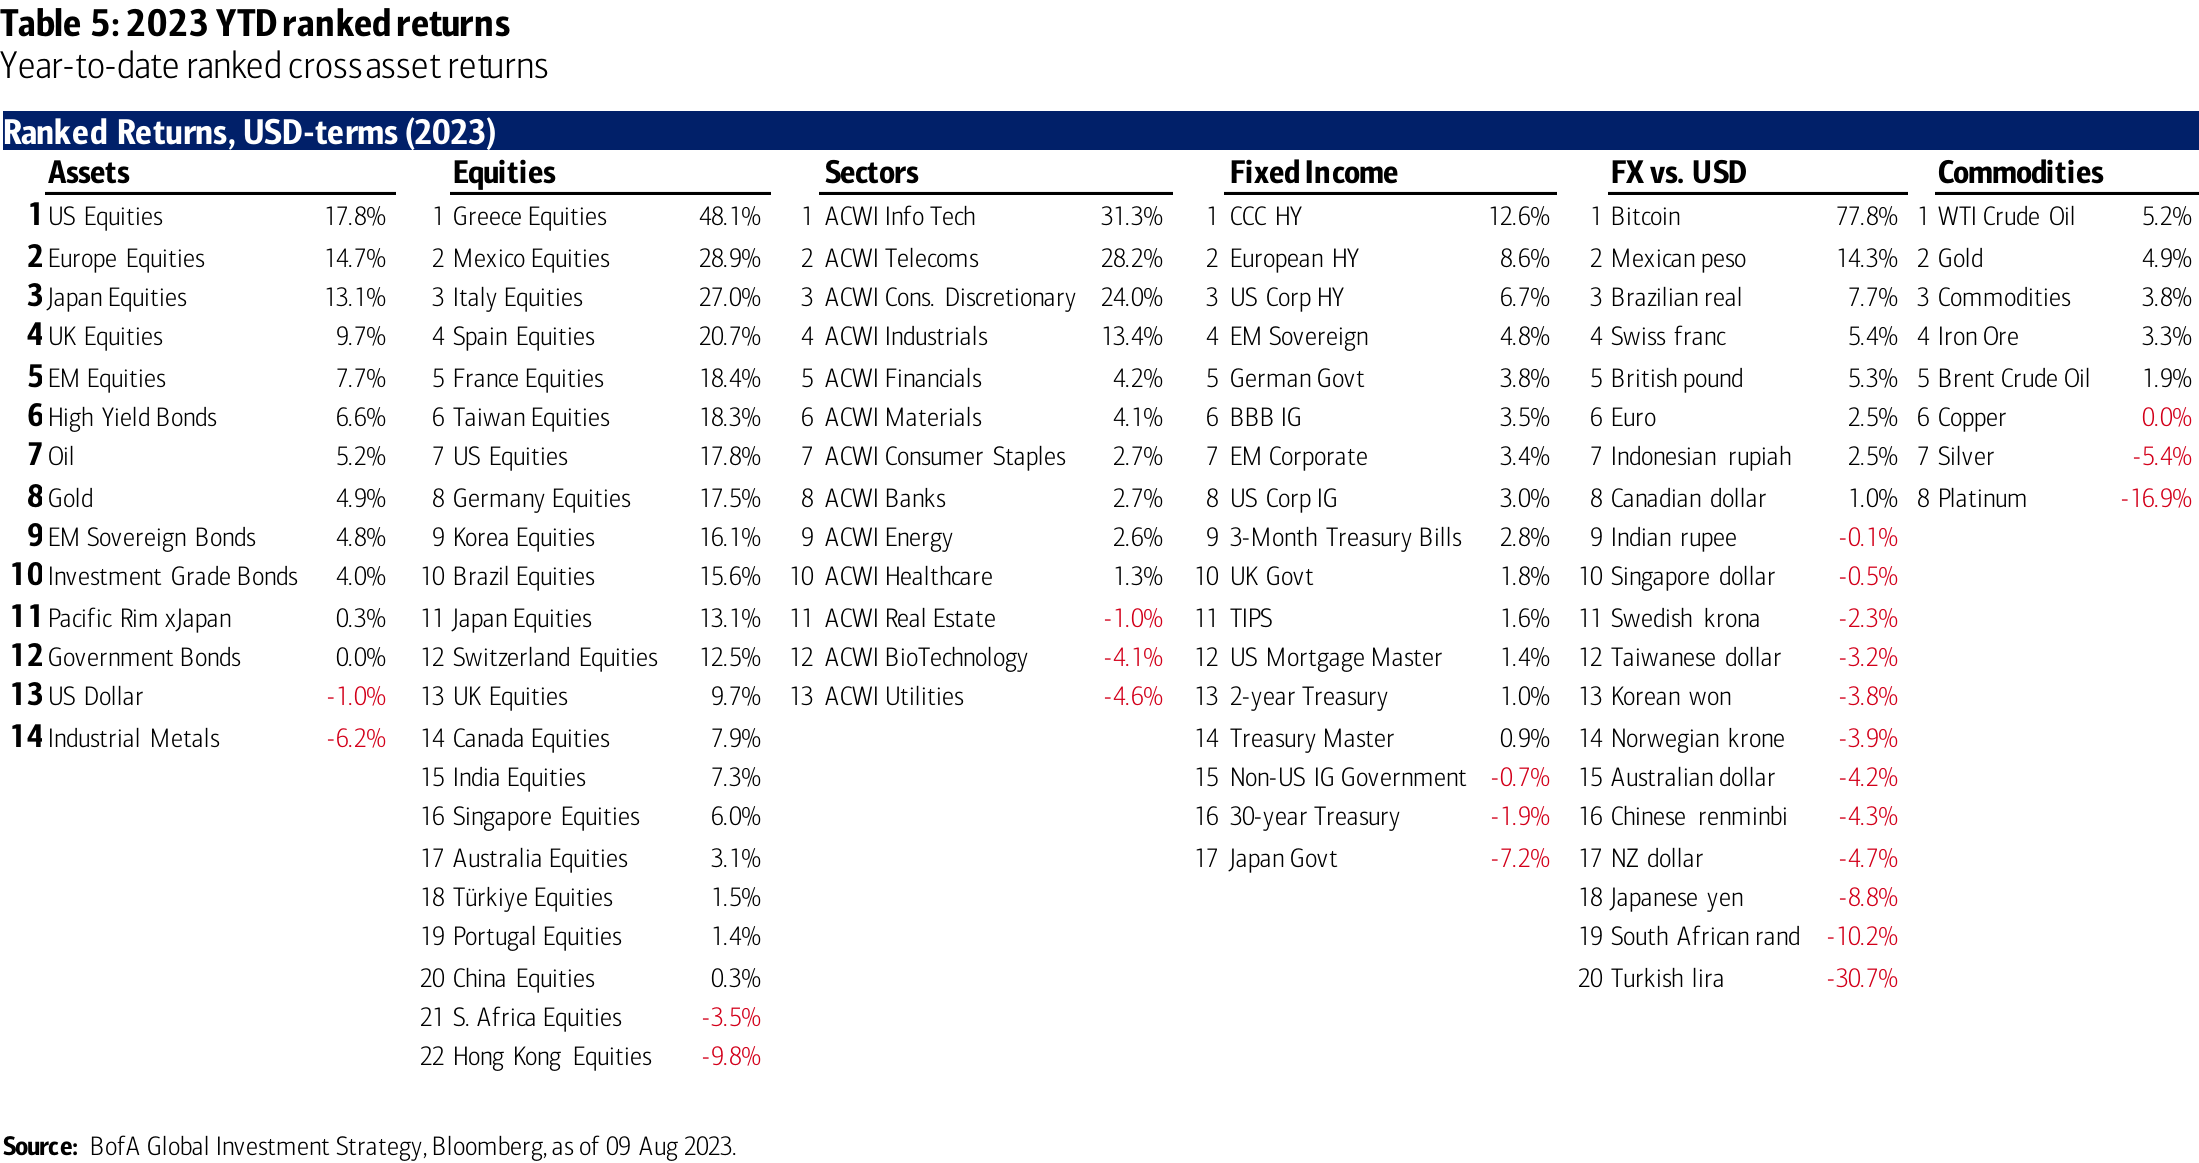 Table 5: 2023 YTD ranked returns
Year-to-date ranked cross asset returns
Ranked Returns, USD-terms (2023)
Assets Equities Sectors Fixed Income FX vs. USD Commodities
1 US Equities 17.8% 1 Greece Equities 48.1% 1 ACWI Info Tech 31.3% 1 CCC HY 12.6% 1 Bitcoin 77.8% 1 WTI Crude Oil 5.2%
2 Europe Equities 14.7% 2 Mexico Equities 28.9% 2 ACWI Telecoms 28.2% 2 European HY 8.6% 2 Mexican peso 14.3% 2 Gold 4.9%
3 Japan Equities 13.1% 3 Italy Equities 27.0% 3 ACWI Cons. Discretionary 24.0% 3 US Corp HY 6.7% 3 Brazilian real 7.7% 3 Commodities 3.8%
4 UK Equities 9.7% 4 Spain Equities 20.7% 4 ACWI Industrials 13.4% 4 EM Sovereign 4.8% 4 Swiss franc 5.4% 4 Iron Ore 3.3%
5 EM Equities 7.7% 5 France Equities 18.4% 5 ACWI Financials 4.2% 5 German Govt 3.8% 5 British pound 5.3% 5 Brent Crude Oil 1.9%
6 High Yield Bonds 6.6% 6 Taiwan Equities 18.3% 6 ACWI Materials 4.1% 6 BBB IG 3.5% 6 Euro 2.5% 6 Copper 0.0%
7 Oil 5.2% 7 US Equities 17.8% 7 ACWI Consumer Staples 2.7% 7 EM Corporate 3.4% 7 Indonesian rupiah 2.5% 7 Silver -5.4%
8 Gold 4.9% 8 Germany Equities 17.5% 8 ACWI Banks 2.7% 8 US Corp IG 3.0% 8 Canadian dollar 1.0% 8 Platinum -16.9%
9 EM Sovereign Bonds 4.8% 9 Korea Equities 16.1% 9 ACWI Energy 2.6% 9 3-Month Treasury Bills 2.8% 9 Indian rupee -0.1%
10 Investment Grade Bonds 4.0% 10 Brazil Equities 15.6% 10 ACWI Healthcare 1.3% 10 UK Govt 1.8% 10 Singapore dollar -0.5%
11 Pacific Rim xJapan 0.3% 11 Japan Equities 13.1% 11 ACWI Real Estate -1.0% 11 TIPS 1.6% 11 Swedish krona -2.3%
12 Government Bonds 0.0% 12 Switzerland Equities 12.5% 12 ACWI BioTechnology -4.1% 12 US Mortgage Master 1.4% 12 Taiwanese dollar -3.2%
13 US Dollar -1.0% 13 UK Equities 9.7% 13 ACWI Utilities -4.6% 13 2-year Treasury 1.0% 13 Korean won -3.8%
14 Industrial Metals -6.2% 14 Canada Equities 7.9% 14 Treasury Master 0.9% 14 Norwegian krone -3.9%
15 India Equities 7.3% 15 Non-US IG Government -0.7% 15 Australian dollar -4.2%
16 Singapore Equities 6.0% 16 30-year Treasury -1.9% 16 Chinese renminbi -4.3%
17 Australia Equities 3.1% 17 Japan Govt -7.2% 17 NZ dollar -4.7%
18 Türkiye Equities 1.5% 18 Japanese yen -8.8%
19 Portugal Equities 1.4% 19 South African rand -10.2%
20 China Equities 0.3% 20 Turkish lira -30.7%
21 S. Africa Equities -3.5%
22 Hong Kong Equities -9.8%
Source: BofA Global Investment Strategy, Bloomberg, as of 09 Aug 2023.